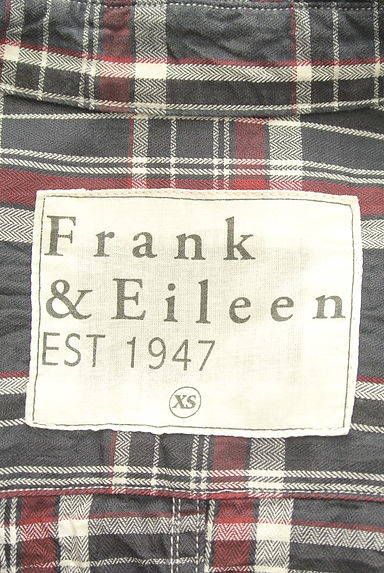 Frank
& Eileen
EST 1947
XS